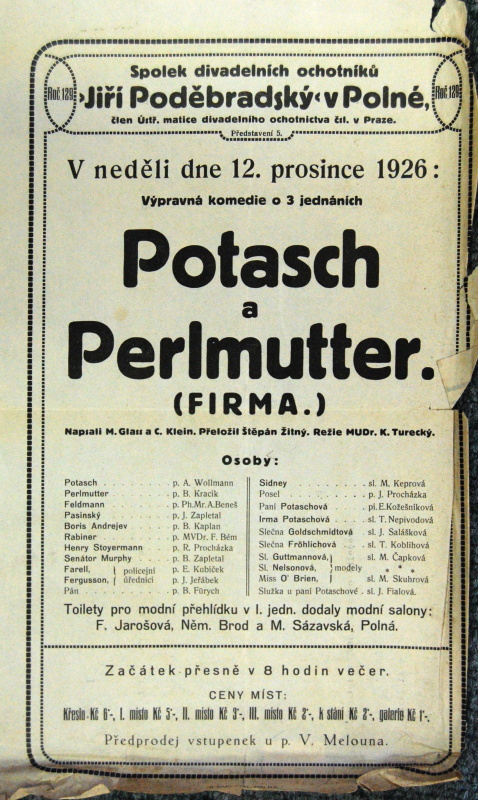 Spolek divadelních ochotníků
Roč. 139 ›Jiří Poděbradský‹ v Polné, Roč. 139
člen Ústř. matice divadelního ochotnictva čsl. v Praze.
Představení 5.
V neděli dne 12. prosince 1926:
Výpravná komedie o 3 jednáních
Potasch
a
Perlmutter.
(FIRMA.)
Napsali M. Glass a C. Klein. Přeložil Štěpán Žitný. Režie MUDr. K. Turecký.
Osoby:
Potasch . . . . . . . . . p. A. Wollmann
Perlmutter . . . . . . . . p. B. Kracik
Feldmann . . . . . . . p. Ph.Mr.A.Beneš
Pasinský . . . . . . . . p. J. Zapletal
Boris Andrejev . . . . . p. B. Kaplan
Rabiner . . . . . . . p. MVDr. F. Bém
Henry Stoyermann . . . . p. R. Procházka
Senátor Murphy . . . . . p. B. Zapletal
Farell, } policejní . . . p. E. Kubiček
Fergusson, } úřednici . . p. J. Jeřábek
Pán . . . . . . . . . . p. B. Fürych
Sidney . . . . . . . . . sl. M. Keprová
Posel . . . . . . . . . p. J. Procházka
Paní Potaschová . . . pí.E.Kožešníková
Irma Potaschová . . . sl. T. Nepivodová
Slečna Goldschmidtová sl. J. Salášková
Slečna Fröhlichová . . sl. T. Koblihová
Sl. Guttmannová, } sl. M. Čapková
Sl. Nelsonová, } modely * * *
Miss O' Brien, } sl. M. Skuhrová
Služka u paní Potaschové . sl. J. Fialová.
Toilety pro modní přehlídku v I. jedn. dodaly modní salony:
F. Jarošová, Něm. Brod a M. Sázavská, Polná.
Začátek přesně v 8 hodin večer.
CENY MÍST:
Křeslo Kč 6·-, I. místo Kč 5·-, II. místo Kč 3·-, III. místo Kč 2·-, k stání Kč 2·-, galerie Kč 1·-.
Předprodej vstupenek u p. V. Melouna.